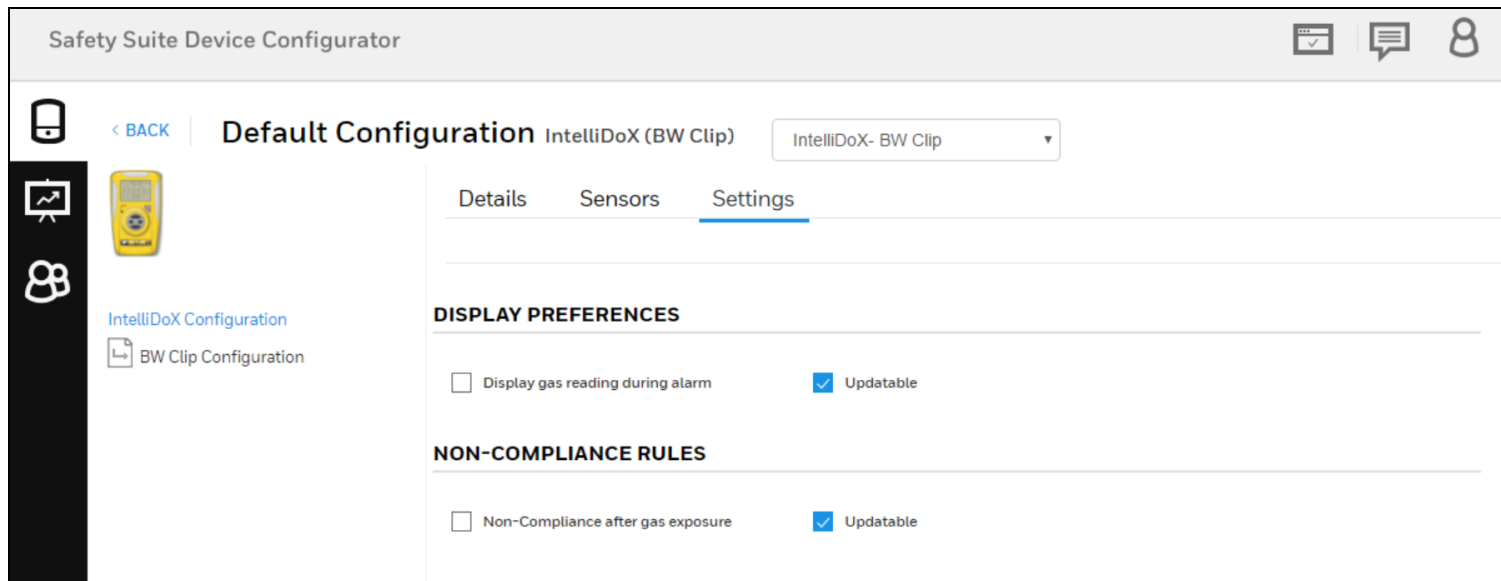 Safety Suite Device Configurator
< BACK
Default Configuration IntelliDoX (BW Clip)
IntelliDoX- BW Clip
Details Sensors Settings
IntelliDoX Configuration
BW Clip Configuration
DISPLAY PREFERENCES
Display gas reading during alarm Updatable
NON-COMPLIANCE RULES
Non-Compliance after gas exposure Updatable